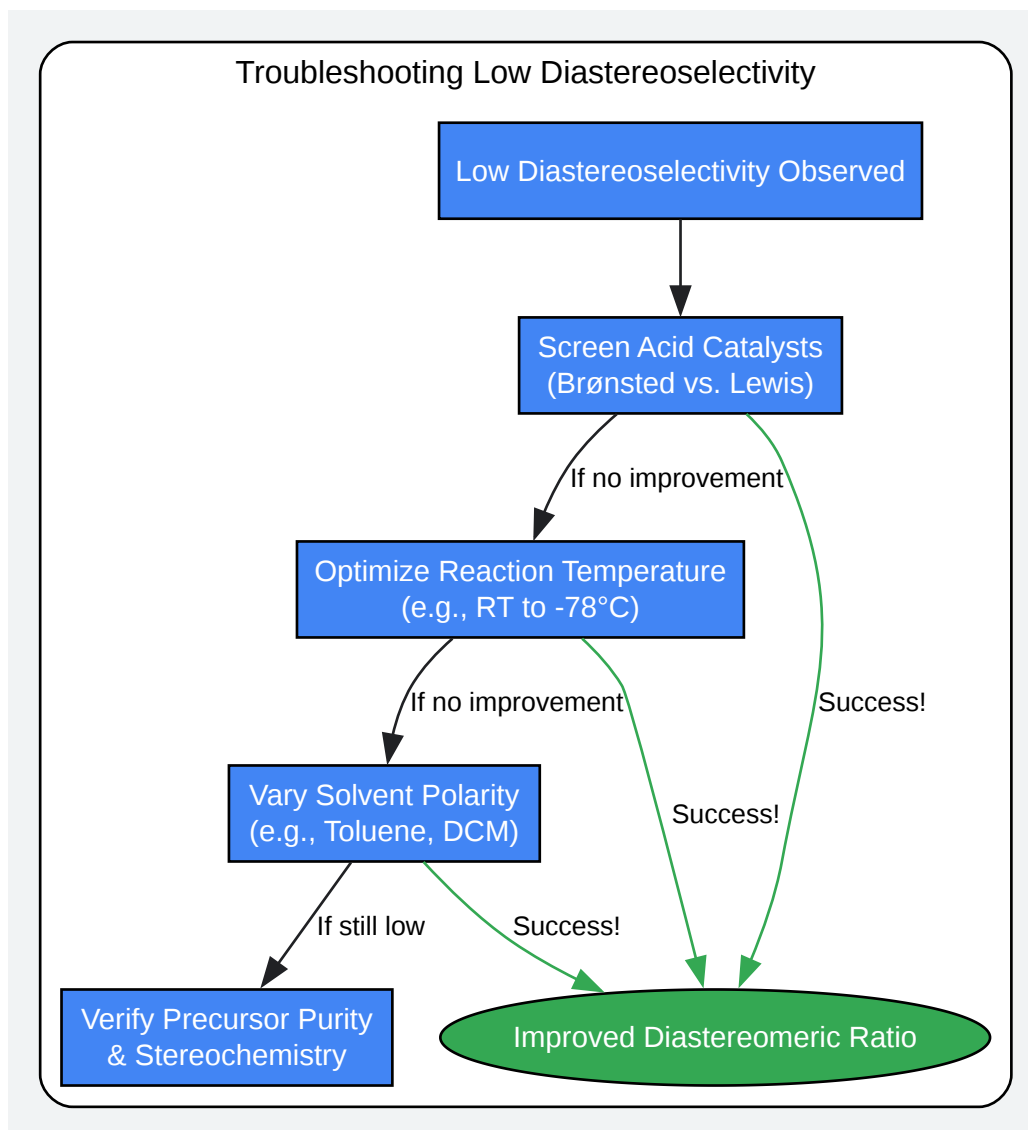 Troubleshooting Low Diastereoselectivity
Low Diastereoselectivity Observed
Screen Acid Catalysts
(Brønsted vs. Lewis)
If no improvement
Optimize Reaction Temperature
(e.g., RT to -78°C)
If no improvement
Success!
Vary Solvent Polarity
(e.g., Toluene, DCM)
Success!
If still low
Success!
Verify Precursor Purity
& Stereochemistry
Improved Diastereomeric Ratio